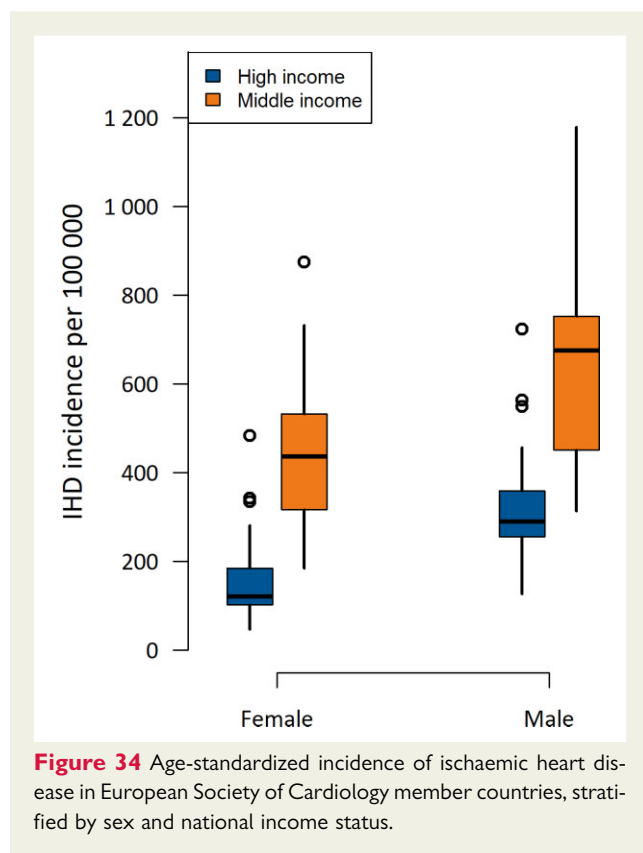 High income
Middle income
1 200
1 000
800
600
400
200
0
IHD incidence per 100 000
Female Male
Figure 34 Age-standardized incidence of ischaemic heart dis-
ease in European Society of Cardiology member countries, strati-
fied by sex and national income status.